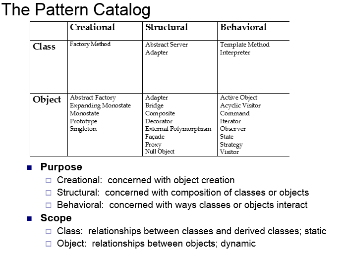 The Pattern Catalog
Creational Structural Behavioral
Class Factory Method Abstract Server Template Method
Adapter Interpreter
Object Abstract Factory Adapter Active Object
Expanding Monostate Bridge Acyclic Visitor
Monostate Composite Command
Prototype Decorator Iterator
Singleton External Polymorphism Observer
Façade State
Proxy Strategy
Null Object Visitor
Purpose
Creational: concerned with object creation
Structural: concerned with composition of classes or objects
Behavioral: concerned with ways classes or objects interact
Scope
Class: relationships between classes and derived classes; static
Object: relationships between objects; dynamic